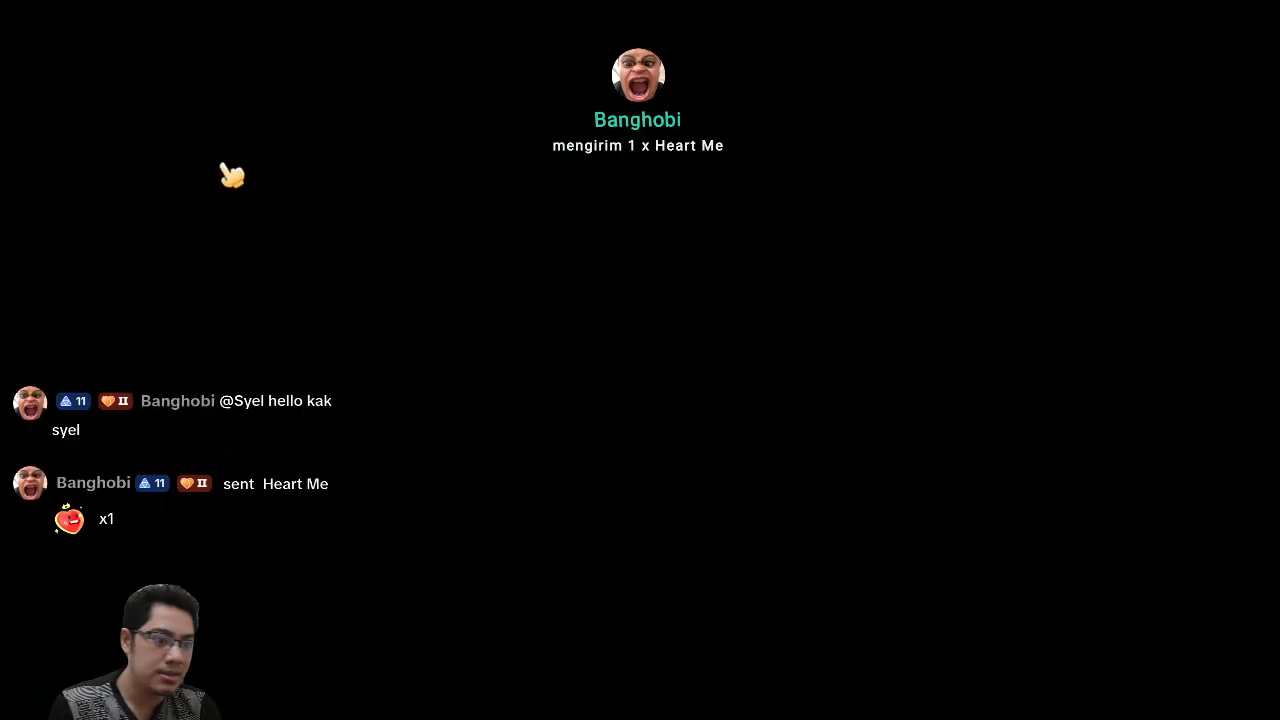 Banghobi
mengirim 1 x Heart Me
11 II Banghobi @Syel hello kak
syel
Banghobi 11 II sent Heart Me
x1